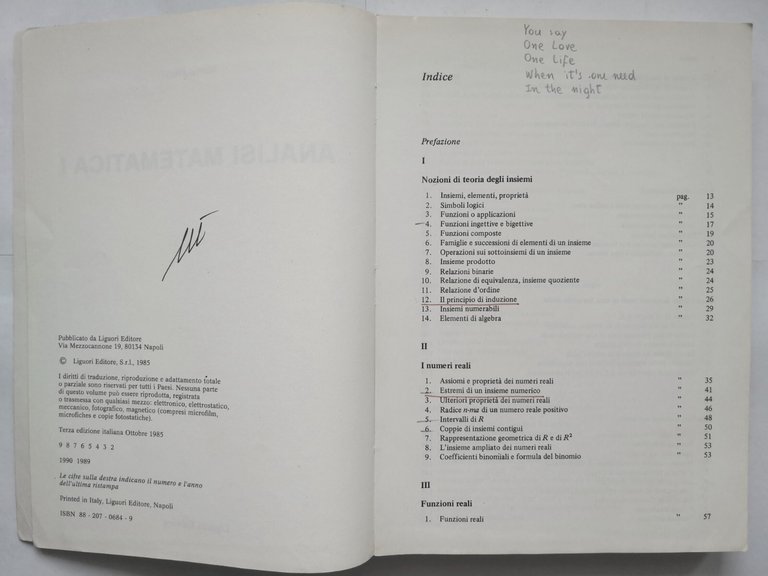 Pubblicato da Liguori Editore
Via Mezzocannone 19, 80134 Napoli
© Liguori Editore, S.r.l., 1985
I diritti di traduzione, riproduzione e adattamento totale
o parziale sono riservati per tutti i Paesi. Nessuna parte
di questo volume può essere riprodotta, registrata
o trasmessa con qualsiasi mezzo: elettronico, elettrostatico,
meccanico, fotografico, magnetico (compresi microfilm,
microfiches e copie fotostatiche).
Terza edizione italiana Ottobre 1985
9 8 7 6 5 4 3 2
1990 1989
Le cifre sulla destra indicano il numero e l'anno
dell'ultima ristampa
Printed in Italy, Liguori Editore, Napoli
ISBN 88 - 207 - 0684 - 9
You say
One Love
One Life
When it's one need
In the night
Indice
Prefazione
I
Nozioni di teoria degli insiemi
1. Insiemi, elementi, proprietà pag. 13
2. Simboli logici " 14
3. Funzioni o applicazioni " 15
4. Funzioni ingettive e bigettive " 17
5. Funzioni composte " 19
6. Famiglie e successioni di elementi di un insieme " 20
7. Operazioni sui sottoinsiemi di un insieme " 20
8. Insieme prodotto " 23
9. Relazioni binarie " 24
10. Relazione di equivalenza, insieme quoziente " 24
11. Relazione d'ordine " 25
12. Il principio di induzione " 26
13. Insiemi numerabili " 29
14. Elementi di algebra " 32
II
I numeri reali
1. Assiomi e proprietà dei numeri reali " 35
2. Estremi di un insieme numerico " 41
3. Ulteriori proprietà dei numeri reali " 44
4. Radice n-ma di un numero reale positivo " 46
5. Intervalli di R " 48
6. Coppie di insiemi contigui " 50
7. Rappresentazione geometrica di R e di R² " 51
8. L'insieme ampliato dei numeri reali " 53
9. Coefficienti binomiali e formula del binomio " 53
III
Funzioni reali
1. Funzioni reali " 57